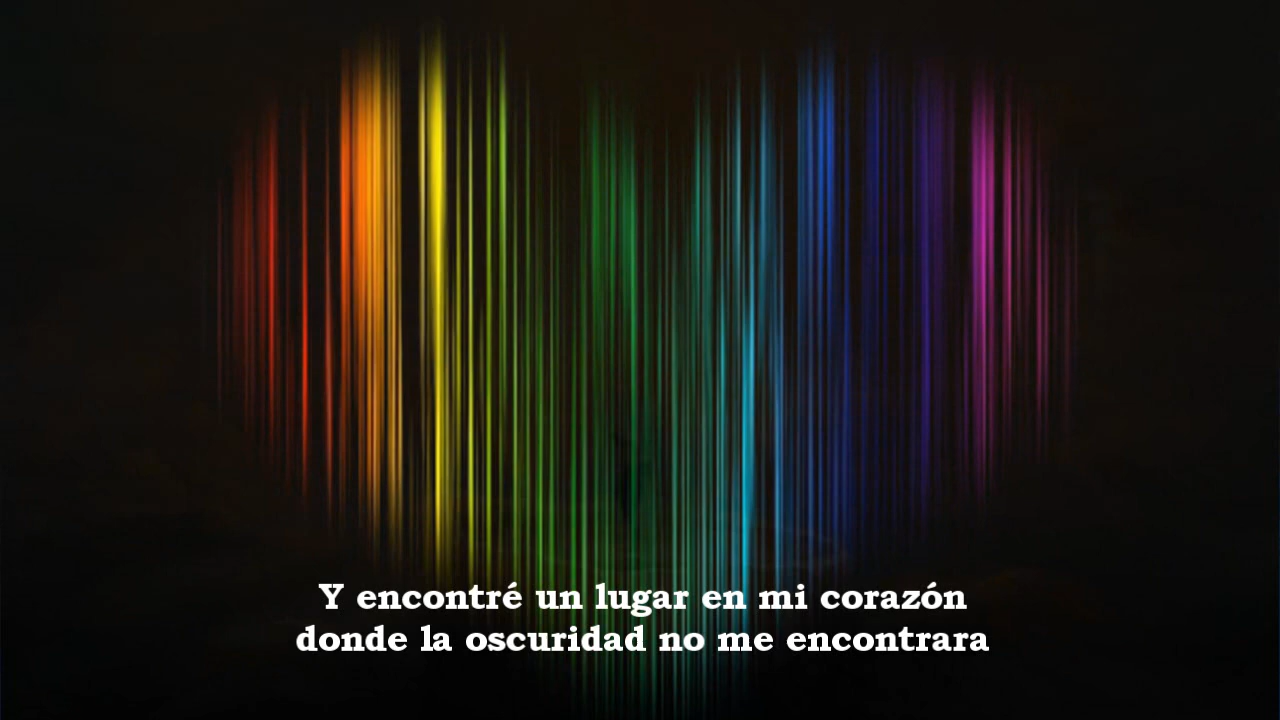 Y encontré un lugar en mi corazón
donde la oscuridad no me encontrara